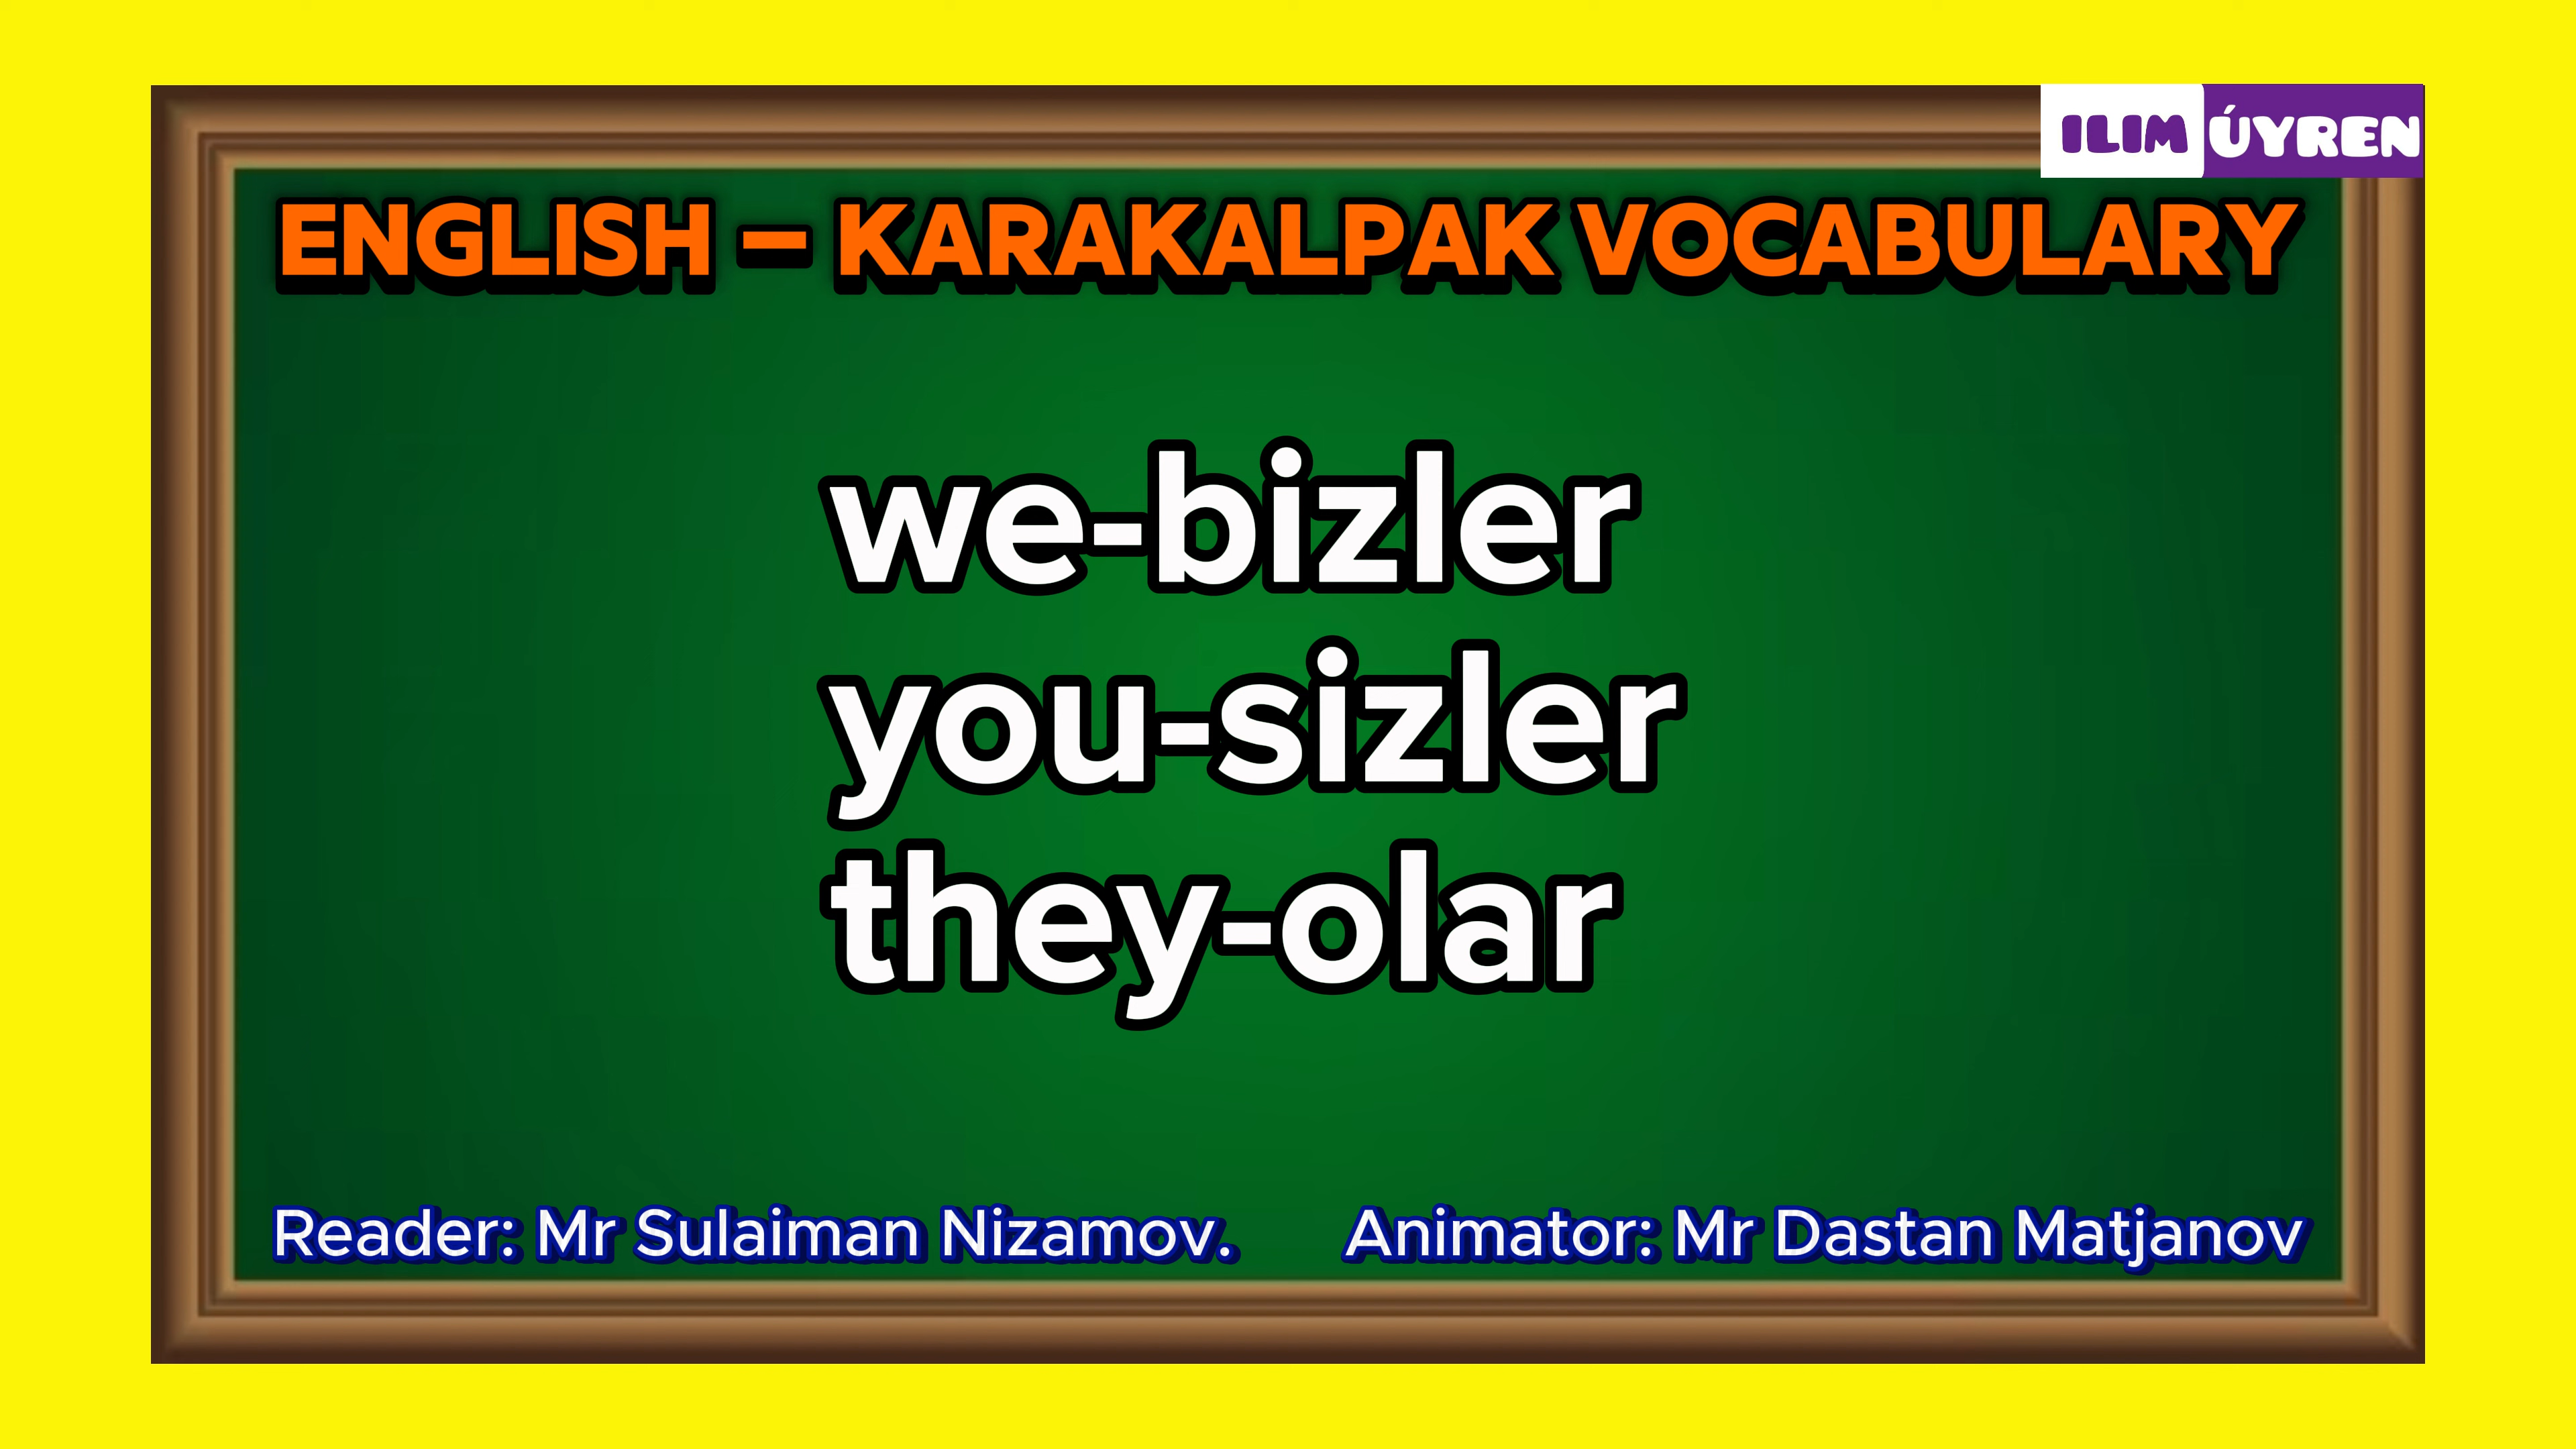 ILIM ÚYREN
ENGLISH – KARAKALPAK VOCABULARY
we-bizler
you-sizler
they-olar
Reader: Mr Sulaiman Nizamov. Animator: Mr Dastan Matjanov